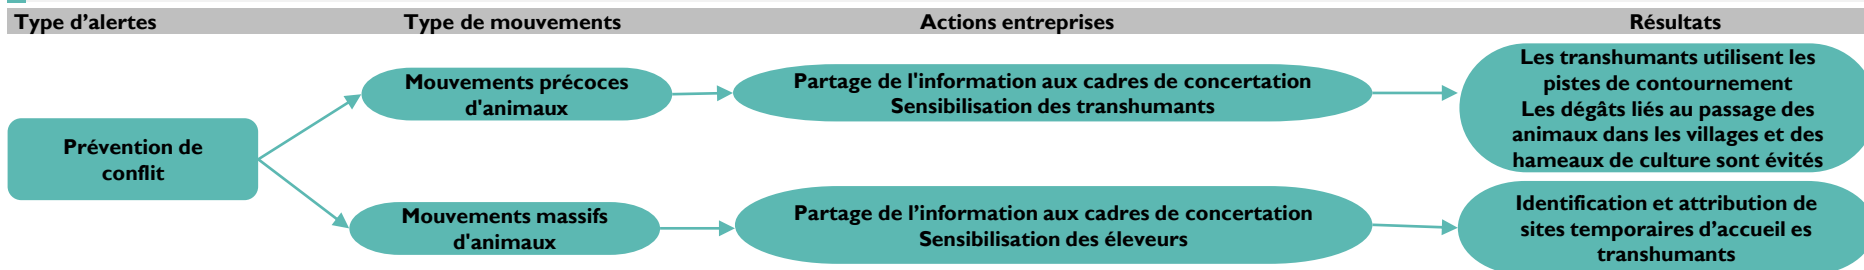 Type d’alertes
Type de mouvements
Actions entreprises
Résultats
Prévention de
conflit
Mouvements précoces
d'animaux
Partage de l'information aux cadres de concertation
Sensibilisation des transhumants
Les transhumants utilisent les
pistes de contournement
Les dégâts liés au passage des
animaux dans les villages et des
hameaux de culture sont évités
Mouvements massifs
d'animaux
Partage de l’information aux cadres de concertation
Sensibilisation des éleveurs
Identification et attribution de
sites temporaires d’accueil es
transhumants